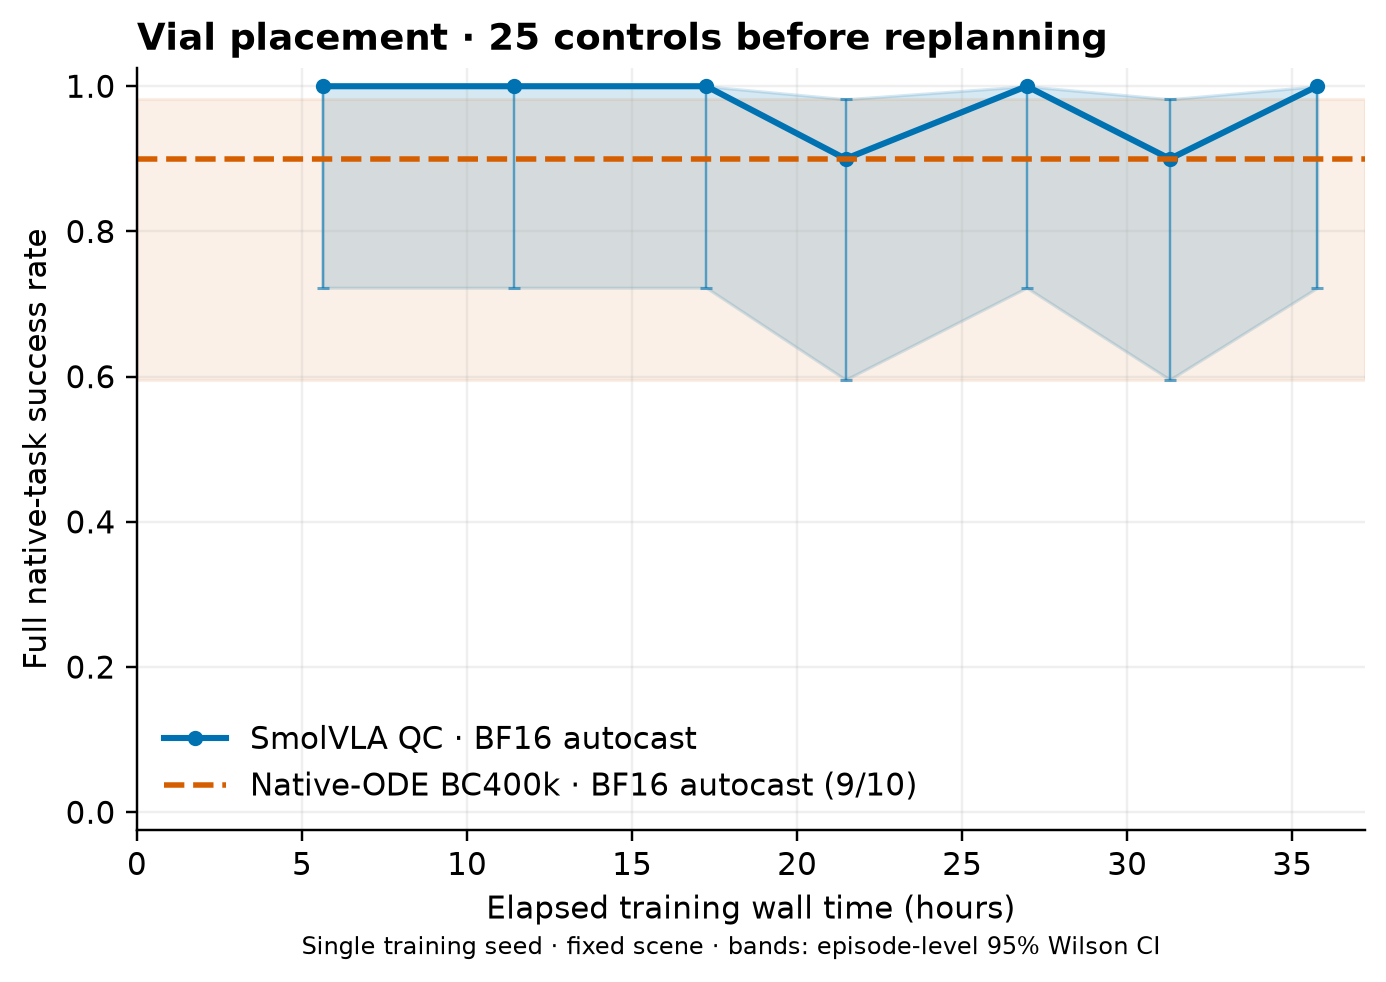 Vial placement · 25 controls before replanning
Full native-task success rate
1.0
0.8
0.6
0.4
0.2
0.0
SmolVLA QC · BF16 autocast
Native-ODE BC400k · BF16 autocast (9/10)
0 5 10 15 20 25 30 35
Elapsed training wall time (hours)
Single training seed · fixed scene · bands: episode-level 95% Wilson CI